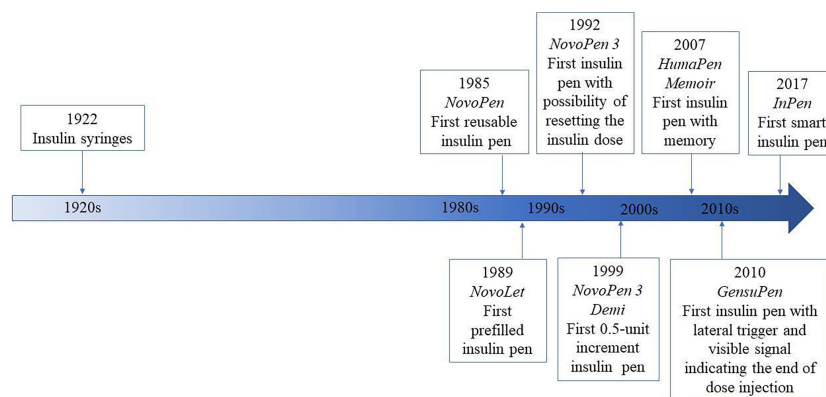 1922
Insulin syringes
1985
NovoPen
First reusable
insulin pen
1992
NovoPen 3
First insulin
pen with
possibility of
resetting the
insulin dose
2007
HumaPen
Memoir
First insulin
pen with
memory
2017
InPen
First smart
insulin pen
1920s
1980s
1990s
2000s
2010s
1989
NovoLet
First
prefilled
insulin pen
1999
NovoPen 3
Demi
First 0.5-unit
increment
insulin pen
2010
GensuPen
First insulin pen with
lateral trigger and
visible signal
indicating the end of
dose injection